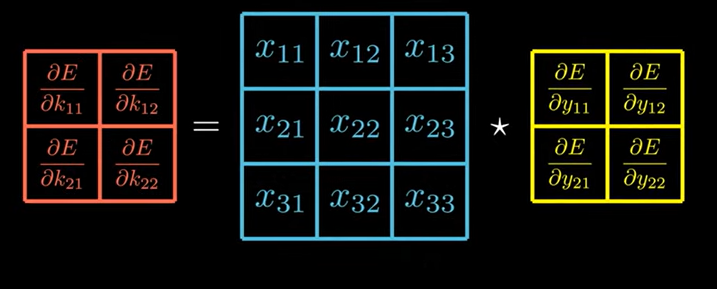 ∂E/∂k₁₁ ∂E/∂k₁₂ = x₁₁ x₁₂ x₁₃ ⋆ ∂E/∂y₁₁ ∂E/∂y₁₂
∂E/∂k₂₁ ∂E/∂k₂₂ x₂₁ x₂₂ x₂₃ ∂E/∂y₂₁ ∂E/∂y₂₂
x₃₁ x₃₂ x₃₃